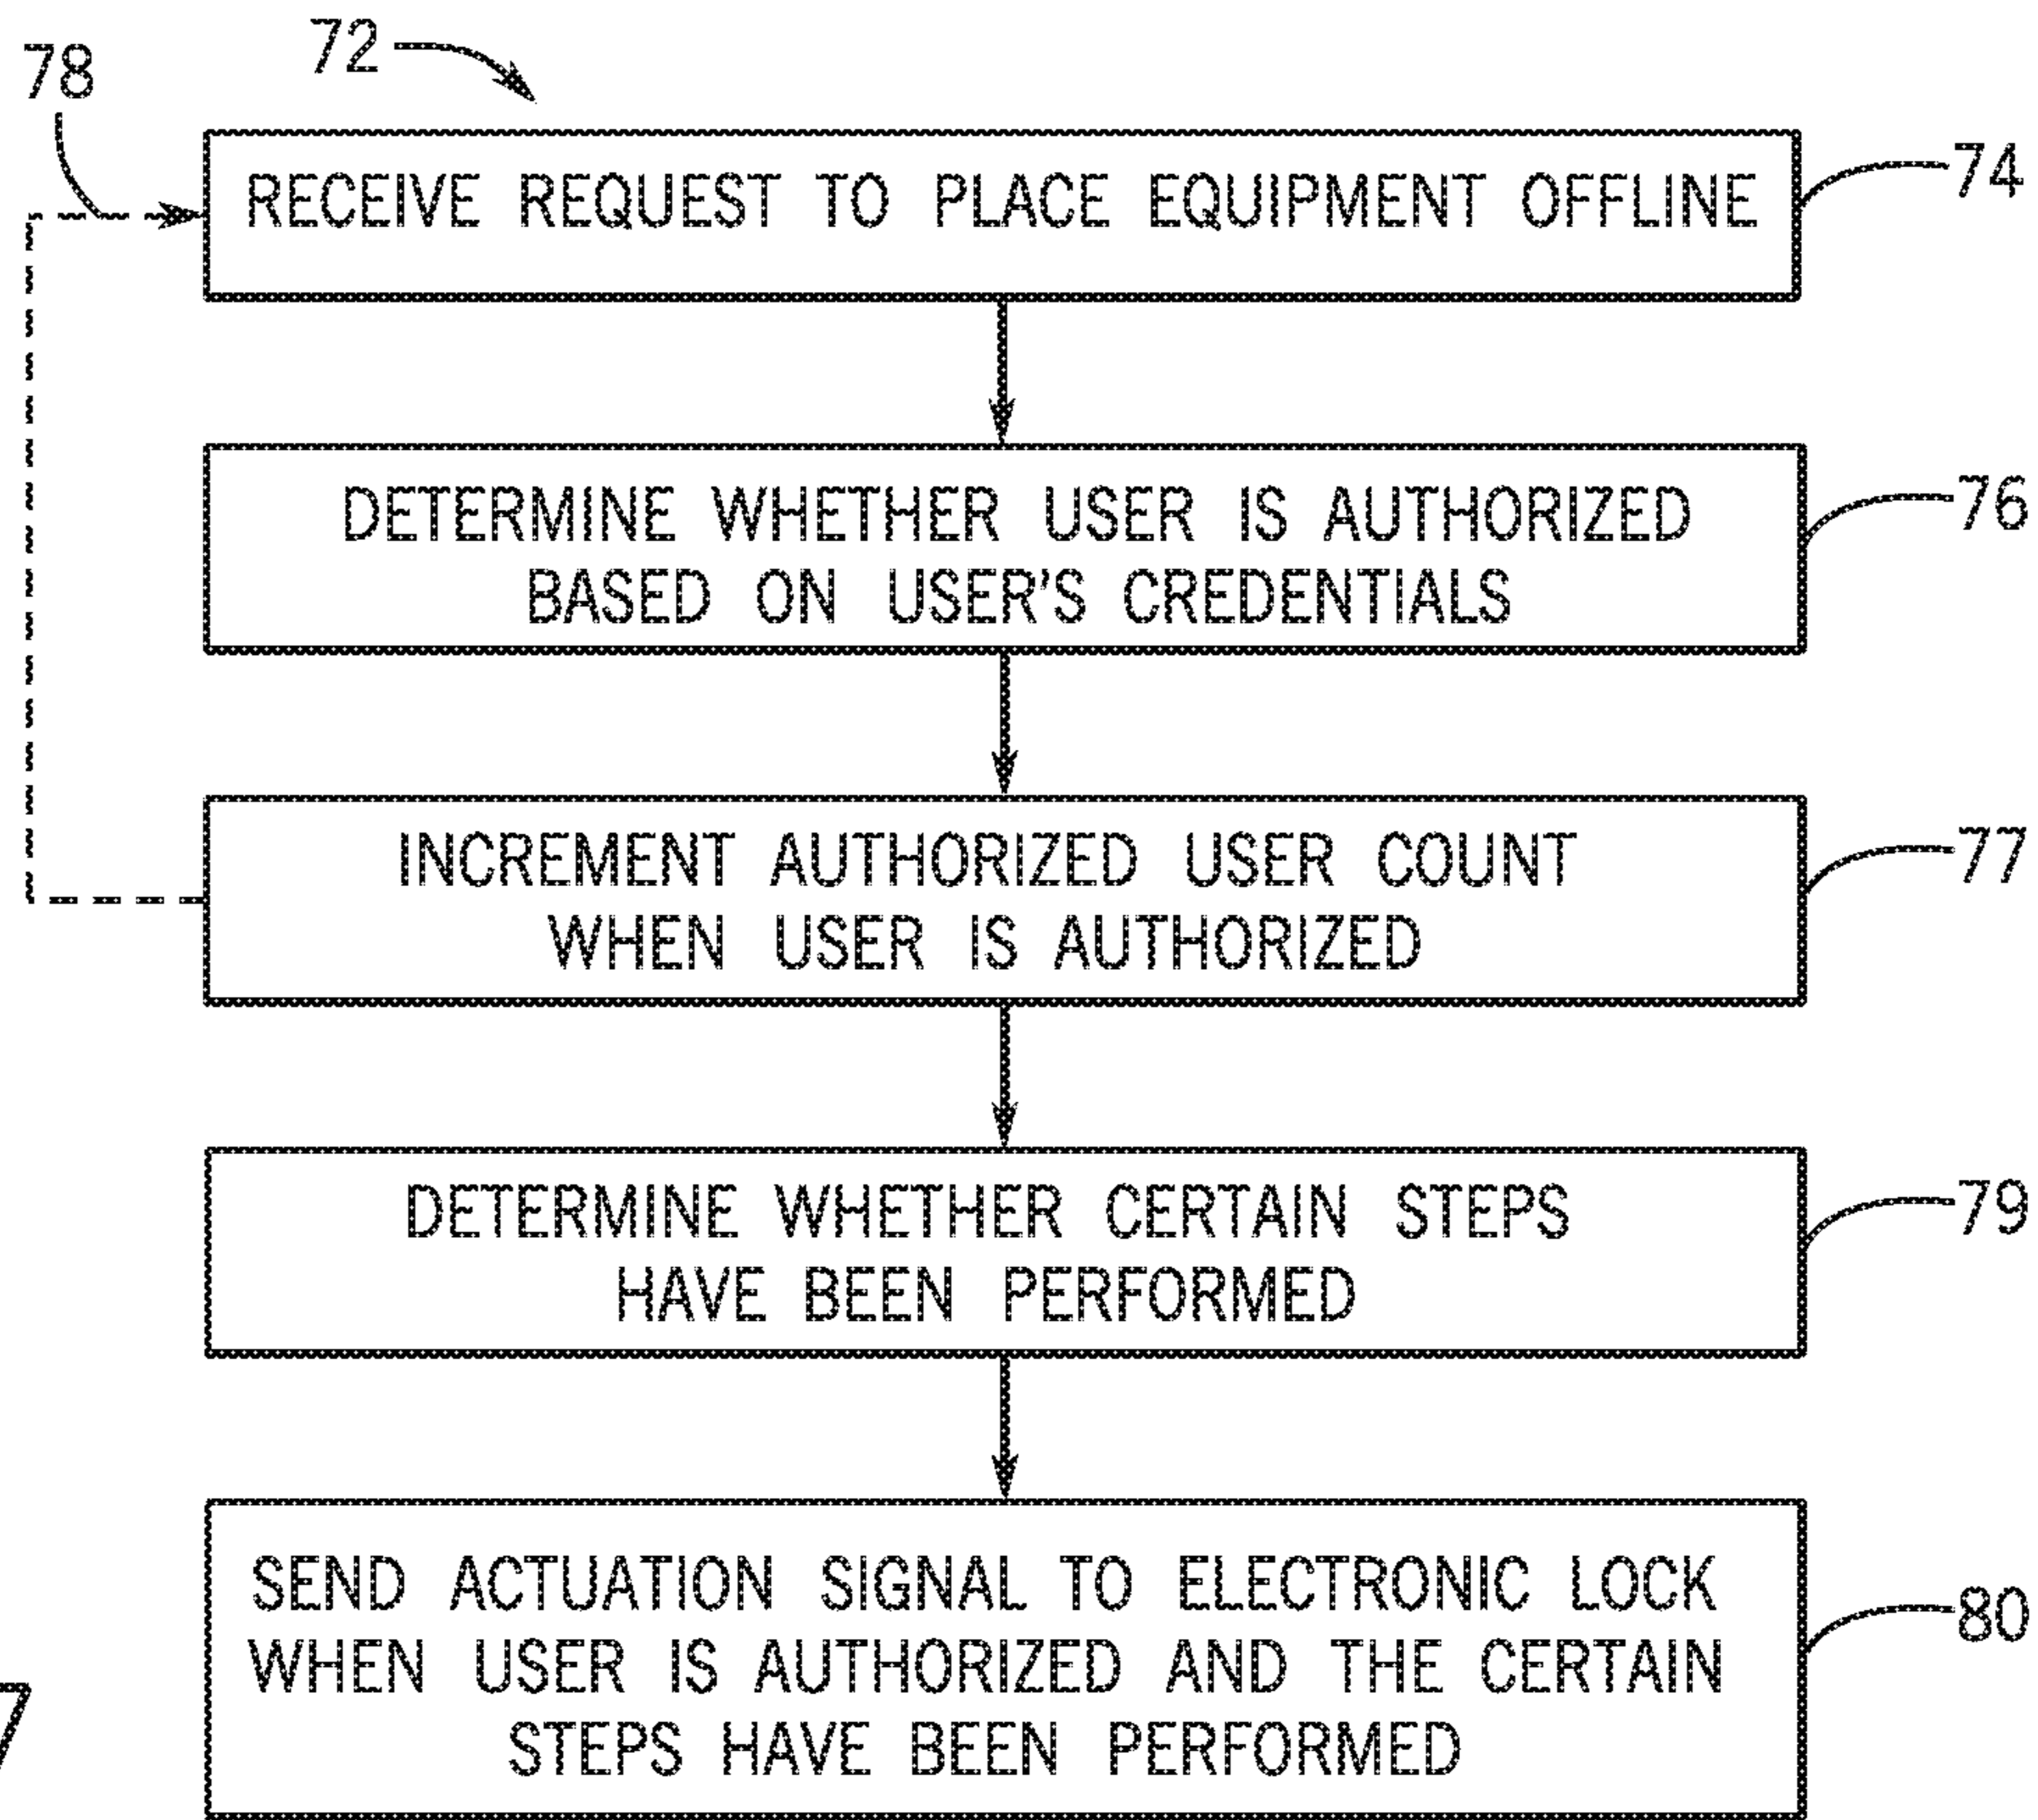 78
72
RECEIVE REQUEST TO PLACE EQUIPMENT OFFLINE
74
DETERMINE WHETHER USER IS AUTHORIZED
BASED ON USER'S CREDENTIALS
76
INCREMENT AUTHORIZED USER COUNT
WHEN USER IS AUTHORIZED
77
DETERMINE WHETHER CERTAIN STEPS
HAVE BEEN PERFORMED
79
SEND ACTUATION SIGNAL TO ELECTRONIC LOCK
WHEN USER IS AUTHORIZED AND THE CERTAIN
STEPS HAVE BEEN PERFORMED
80
7